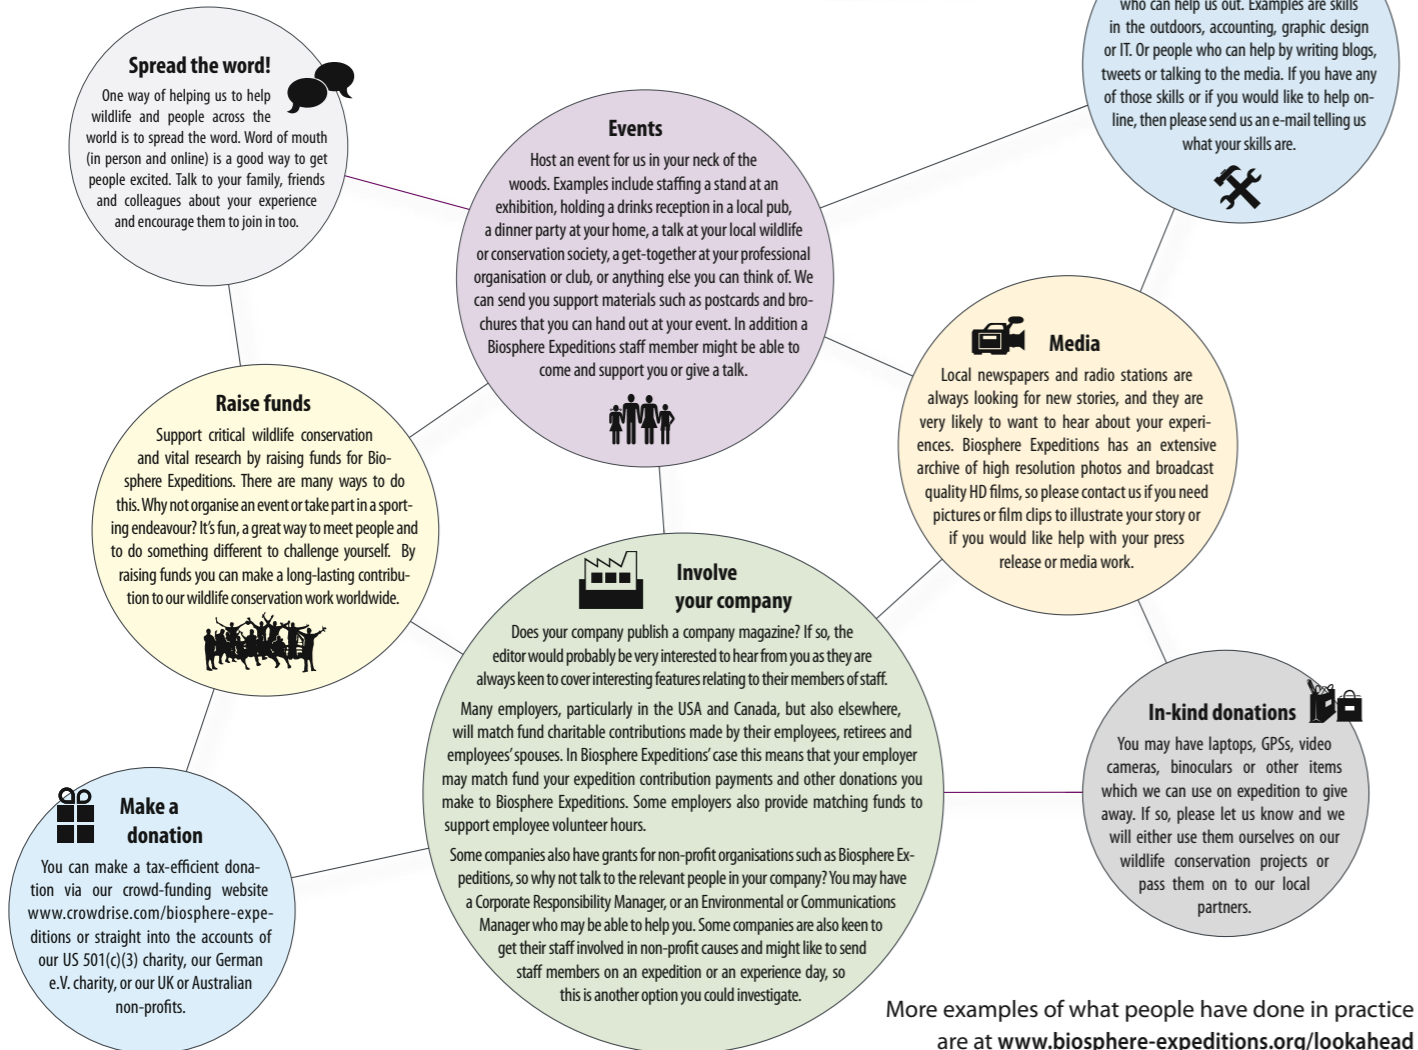 who can help us out. Examples are skills
in the outdoors, accounting, graphic design
or IT. Or people who can help by writing blogs,
tweets or talking to the media. If you have any
of those skills or if you would like to help on-
line, then please send us an e-mail telling us
what your skills are.
Spread the word!
One way of helping us to help
wildlife and people across the
world is to spread the word. Word of mouth
(in person and online) is a good way to get
people excited. Talk to your family, friends
and colleagues about your experience
and encourage them to join in too.
Events
Host an event for us in your neck of the
woods. Examples include staffing a stand at an
exhibition, holding a drinks reception in a local pub,
a dinner party at your home, a talk at your local wildlife
or conservation society, a get-together at your professional
organisation or club, or anything else you can think of. We
can send you support materials such as postcards and bro-
chures that you can hand out at your event. In addition a
Biosphere Expeditions staff member might be able to
come and support you or give a talk.
Media
Local newspapers and radio stations are
always looking for new stories, and they are
very likely to want to hear about your experi-
ences. Biosphere Expeditions has an extensive
archive of high resolution photos and broadcast
quality HD films, so please contact us if you need
pictures or film clips to illustrate your story or
if you would like help with your press
release or media work.
Raise funds
Support critical wildlife conservation
and vital research by raising funds for Bio-
sphere Expeditions. There are many ways to do
this. Why not organise an event or take part in a sport-
ing endeavour? It's fun, a great way to meet people and
to do something different to challenge yourself. By
raising funds you can make a long-lasting contribu-
tion to our wildlife conservation work worldwide.
Involve
your company
Does your company publish a company magazine? If so, the
editor would probably be very interested to hear from you as they are
always keen to cover interesting features relating to their members of staff.
Many employers, particularly in the USA and Canada, but also elsewhere,
will match fund charitable contributions made by their employees, retirees and
employees' spouses. In Biosphere Expeditions' case this means that your employer
may match fund your expedition contribution payments and other donations you
make to Biosphere Expeditions. Some employers also provide matching funds to
support employee volunteer hours.
Some companies also have grants for non-profit organisations such as Biosphere Ex-
peditions, so why not talk to the relevant people in your company? You may have
a Corporate Responsibility Manager, or an Environmental or Communications
Manager who may be able to help you. Some companies are also keen to
get their staff involved in non-profit causes and might like to send
staff members on an expedition or an experience day, so
this is another option you could investigate.
In-kind donations
You may have laptops, GPSs, video
cameras, binoculars or other items
which we can use on expedition to give
away. If so, please let us know and we
will either use them ourselves on our
wildlife conservation projects or
pass them on to our local
partners.
Make a
donation
You can make a tax-efficient dona-
tion via our crowd-funding website
www.crowdrise.com/biosphere-expe-
ditions or straight into the accounts of
our US 501(c)(3) charity, our German
e.V. charity, or our UK or Australian
non-profits.
More examples of what people have done in practice
are at www.biosphere-expeditions.org/lookahead